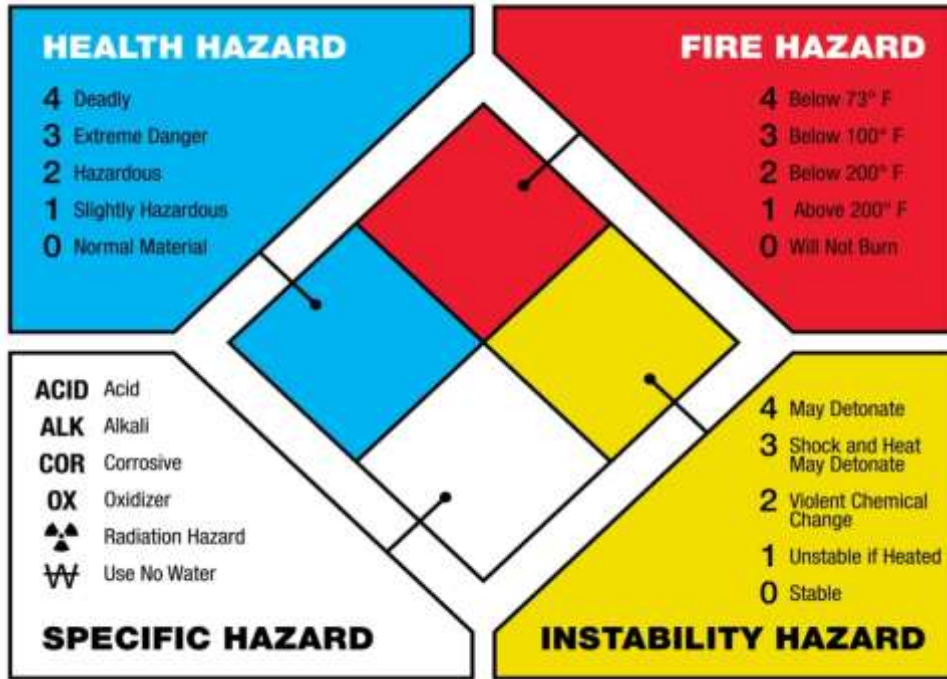 HEALTH HAZARD
4 Deadly
3 Extreme Danger
2 Hazardous
1 Slightly Hazardous
0 Normal Material
FIRE HAZARD
4 Below 73° F
3 Below 100° F
2 Below 200° F
1 Above 200° F
0 Will Not Burn
ACID Acid
ALK Alkali
COR Corrosive
OX Oxidizer
Radiation Hazard
W Use No Water
SPECIFIC HAZARD
4 May Detonate
3 Shock and Heat
May Detonate
2 Violent Chemical
Change
1 Unstable if Heated
0 Stable
INSTABILITY HAZARD